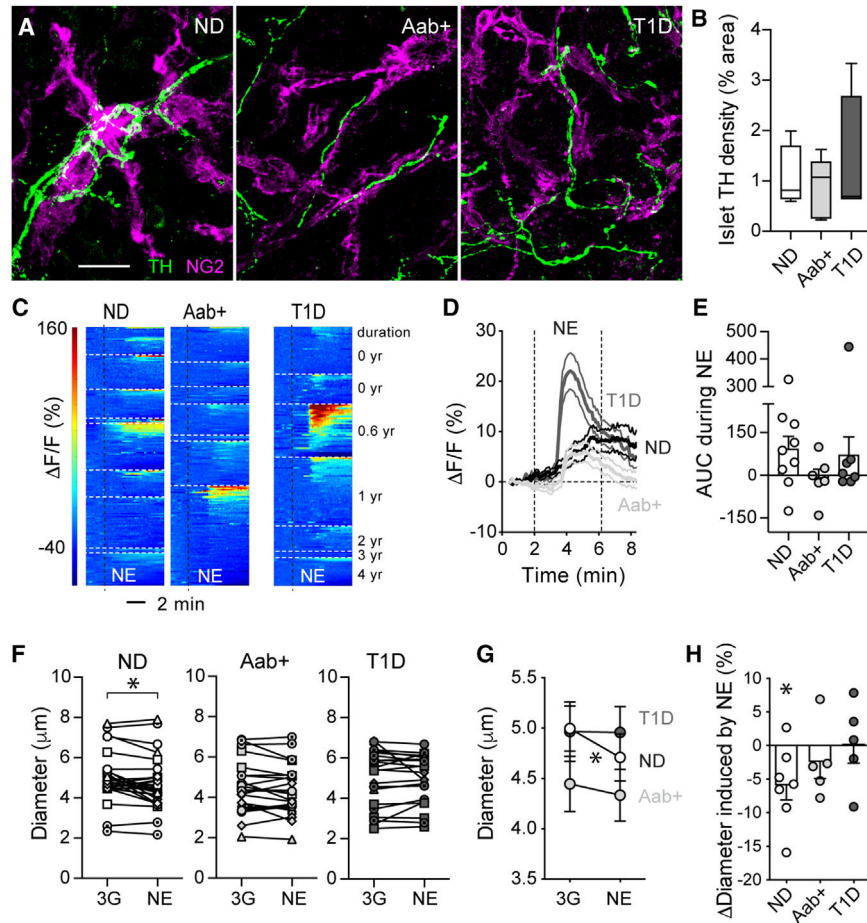 A
ND
Aab+
T1D
TH NG2
B
Islet TH density (% area)
4
3
2
1
0
ND
Aab+
T1D
C
ND
Aab+
T1D
160
-40
ΔF/F (%)
duration
0 yr
0 yr
0.6 yr
1 yr
2 yr
3 yr
4 yr
NE
NE
NE
2 min
D
NE
30
20
10
0
-10
ΔF/F (%)
T1D
ND
Aab+
0 2 4 6 8
Time (min)
E
AUC during NE
500
400
300
150
0
-150
ND
Aab+
T1D
F
ND
Aab+
T1D
*
Diameter (µm)
10
8
6
4
2
0
3G NE
10
8
6
4
2
0
3G NE
10
8
6
4
2
0
3G NE
G
Diameter (µm)
5.5
5.0
4.5
4.0
3.5
T1D
*
ND
Aab+
3G NE
H
ΔDiameter induced by NE (%)
10
5
0
-5
-10
-15
-20
*
ND
Aab+
T1D